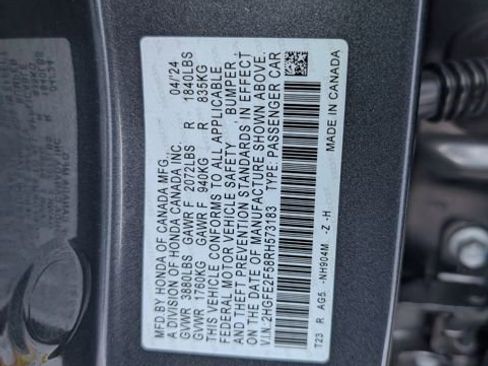 MFD BY HONDA OF CANADA MFG.
A DIVISION OF HONDA CANADA INC. 04/'24
GVWR 3880LBS GAWR F 2072LBS R 1840LBS
GVWR 1760KG GAWR F 940KG R 835KG
THIS VEHICLE CONFORMS TO ALL APPLICABLE
FEDERAL MOTOR VEHICLE SAFETY, BUMPER,
AND THEFT PREVENTION STANDARDS IN EFFECT
ON THE DATE OF MANUFACTURE SHOWN ABOVE.
V.I.N. 2HGFE2F58RH573183 TYPE: PASSENGER CAR
T23 R AG5 -NH904M -Z -H MADE IN CANADA